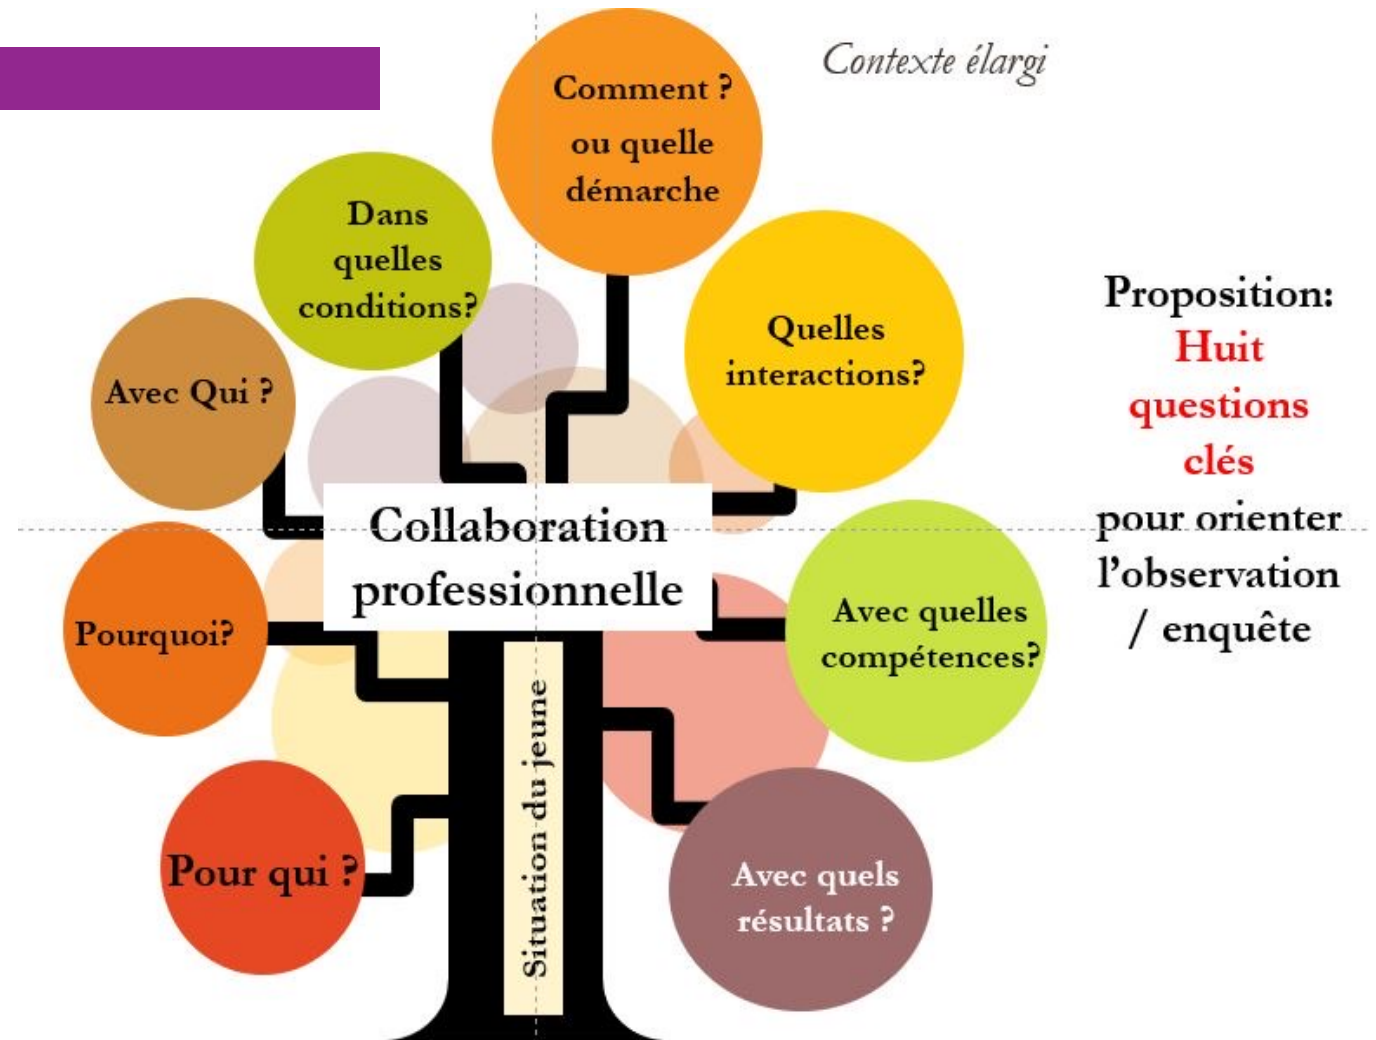 Contexte élargi
Comment ?
ou quelle
démarche
Dans
quelles
conditions?
Quelles
interactions?
Avec Qui ?
Proposition:
Huit
questions
clés
pour orienter
l'observation
/ enquête
Collaboration
professionnelle
Pourquoi?
Avec quelles
compétences?
Pour qui ?
Situation du jeune
Avec quels
résultats ?